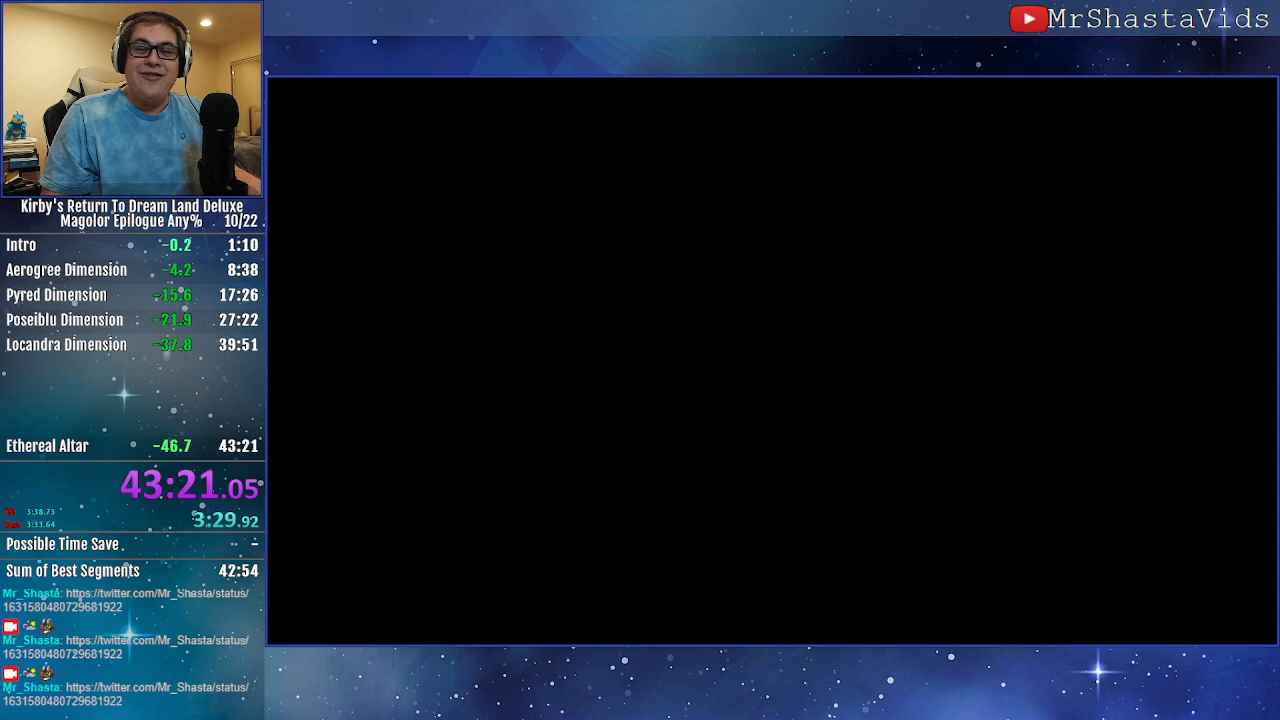 MrShastaVids
Kirby's Return To Dream Land Deluxe
Magolor Epilogue Any% 10/22
Intro -0.2 1:10
Aerogree Dimension -4.2 8:38
Pyred Dimension -15.6 17:26
Poseiblu Dimension -21.9 27:22
Locandra Dimension -37.8 39:51
Ethereal Altar -46.7 43:21
43:21.05
PB 3:38.73
Best 3:33.64
3:29.92
Possible Time Save -
Sum of Best Segments 42:54
Mr_Shasta: https://twitter.com/Mr_Shasta/status/
1631580480729681922
Mr_Shasta: https://twitter.com/Mr_Shasta/status/
1631580480729681922
Mr_Shasta: https://twitter.com/Mr_Shasta/status/
1631580480729681922